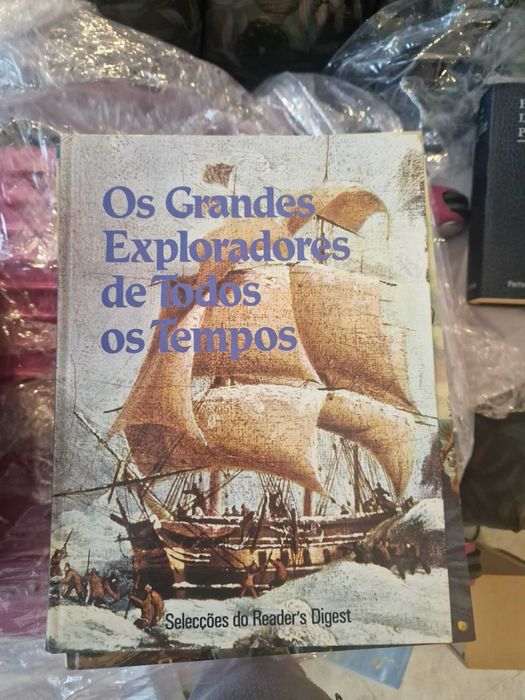 Os Grandes
Exploradores
de Todos
os Tempos
Selecções do Reader's Digest